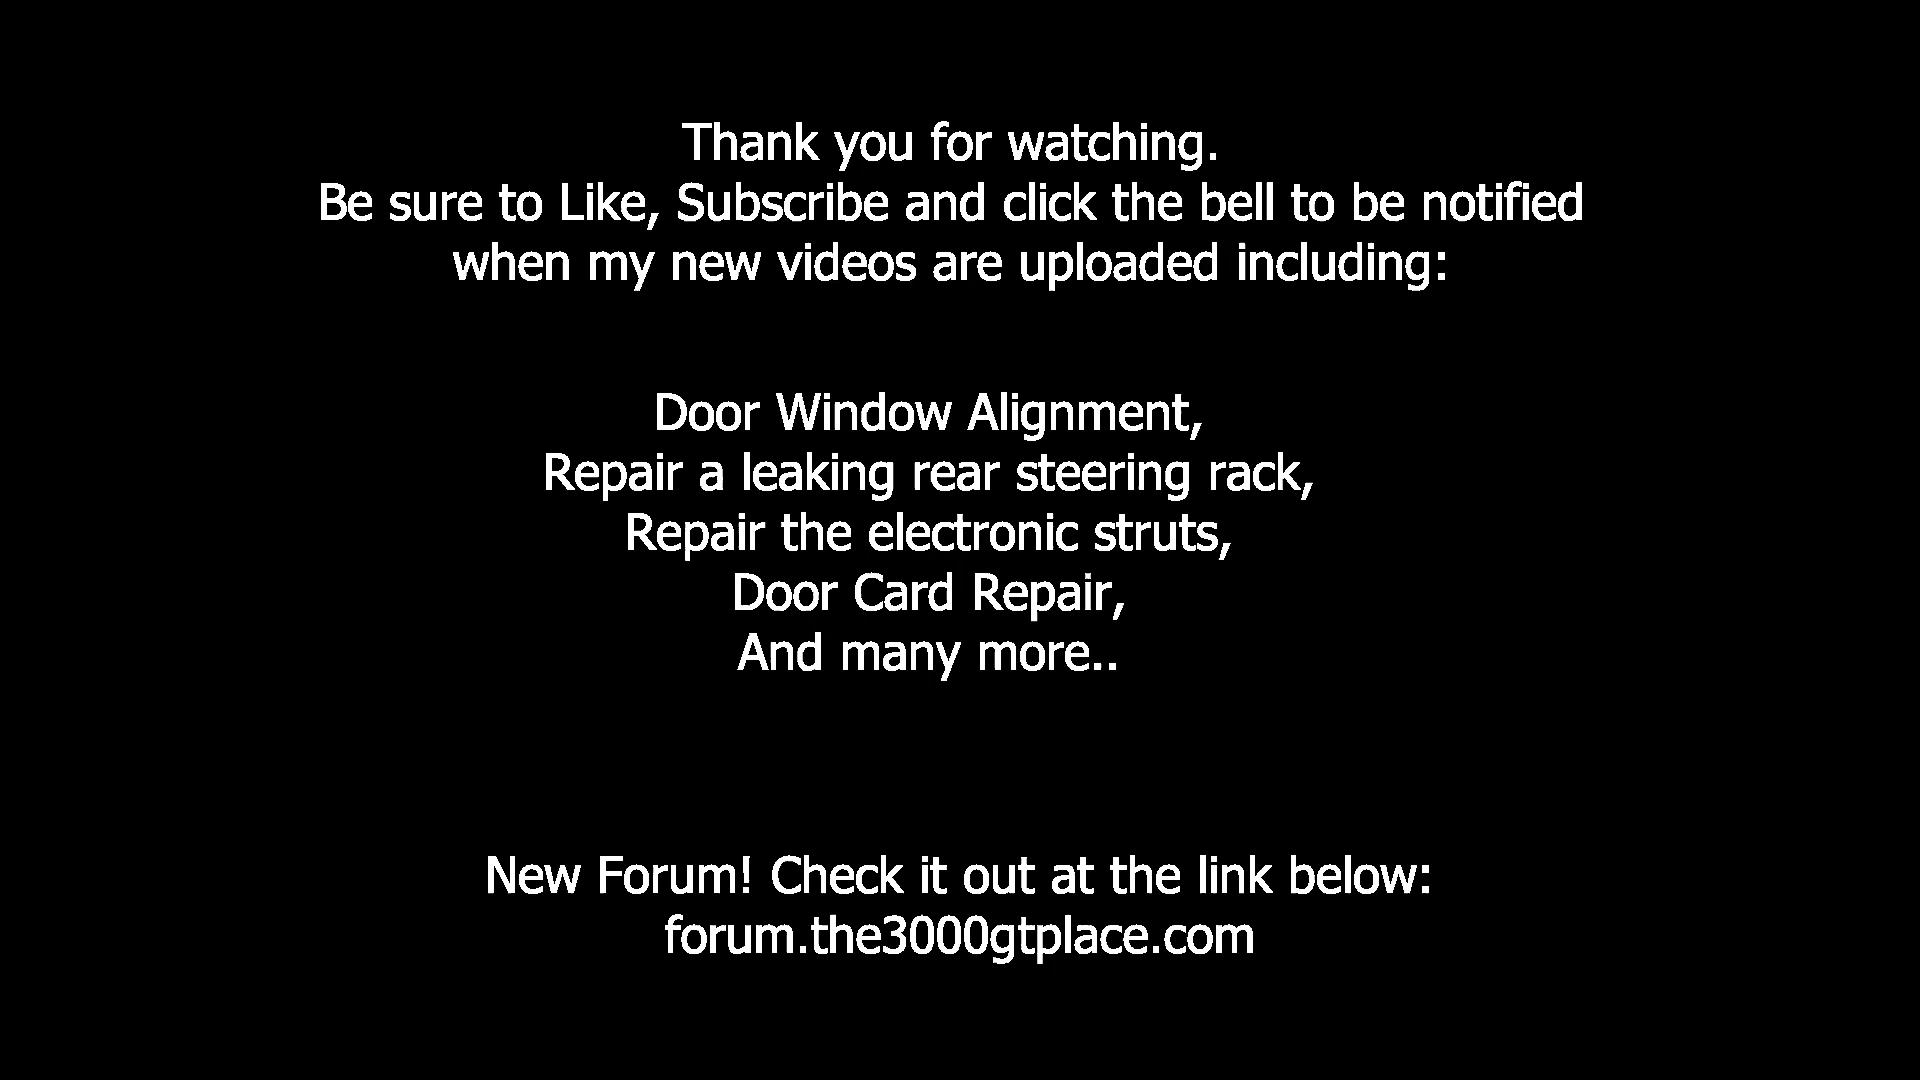 Thank you for watching.
Be sure to Like, Subscribe and click the bell to be notified
when my new videos are uploaded including:
Door Window Alignment,
Repair a leaking rear steering rack,
Repair the electronic struts,
Door Card Repair,
And many more..
New Forum! Check it out at the link below:
forum.the3000gtplace.com